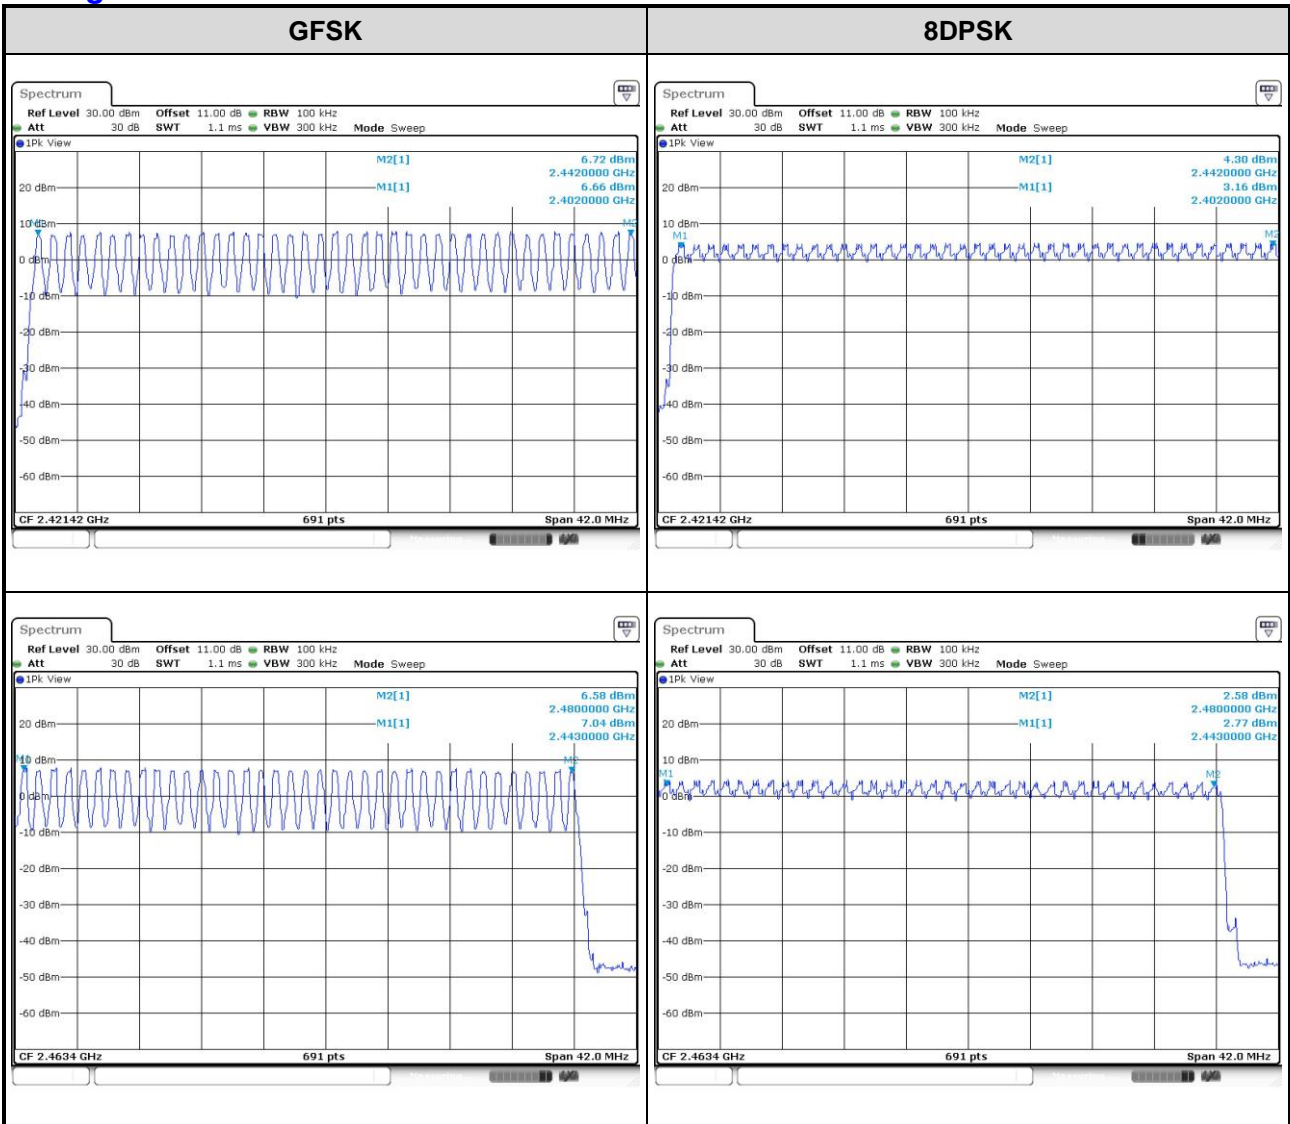 GFSK
8DPSK
Spectrum
Ref Level 30.00 dBm Offset 11.00 dB RBW 100 kHz
Att 30 dB SWT 1.1 ms VBW 300 kHz Mode Sweep
1Pk View
M2[1] 6.72 dBm
2.4420000 GHz
20 dBm
M1[1] 6.66 dBm
2.4020000 GHz
10 dBm
M2
0 dBm
-10 dBm
-20 dBm
-30 dBm
-40 dBm
-50 dBm
-60 dBm
CF 2.42142 GHz 691 pts Span 42.0 MHz
Spectrum
Ref Level 30.00 dBm Offset 11.00 dB RBW 100 kHz
Att 30 dB SWT 1.1 ms VBW 300 kHz Mode Sweep
1Pk View
M2[1] 4.30 dBm
2.4420000 GHz
20 dBm
M1[1] 3.16 dBm
2.4020000 GHz
10 dBm
M1 M2
0 dBm
-10 dBm
-20 dBm
-30 dBm
-40 dBm
-50 dBm
-60 dBm
CF 2.42142 GHz 691 pts Span 42.0 MHz
Spectrum
Ref Level 30.00 dBm Offset 11.00 dB RBW 100 kHz
Att 30 dB SWT 1.1 ms VBW 300 kHz Mode Sweep
1Pk View
M2[1] 6.58 dBm
2.4800000 GHz
20 dBm
M1[1] 7.04 dBm
2.4430000 GHz
10 dBm
M2
0 dBm
-10 dBm
-20 dBm
-30 dBm
-40 dBm
-50 dBm
-60 dBm
CF 2.4634 GHz 691 pts Span 42.0 MHz
Spectrum
Ref Level 30.00 dBm Offset 11.00 dB RBW 100 kHz
Att 30 dB SWT 1.1 ms VBW 300 kHz Mode Sweep
1Pk View
M2[1] 2.58 dBm
2.4800000 GHz
20 dBm
M1[1] 2.77 dBm
2.4430000 GHz
10 dBm
M1 M2
0 dBm
-10 dBm
-20 dBm
-30 dBm
-40 dBm
-50 dBm
-60 dBm
CF 2.4634 GHz 691 pts Span 42.0 MHz